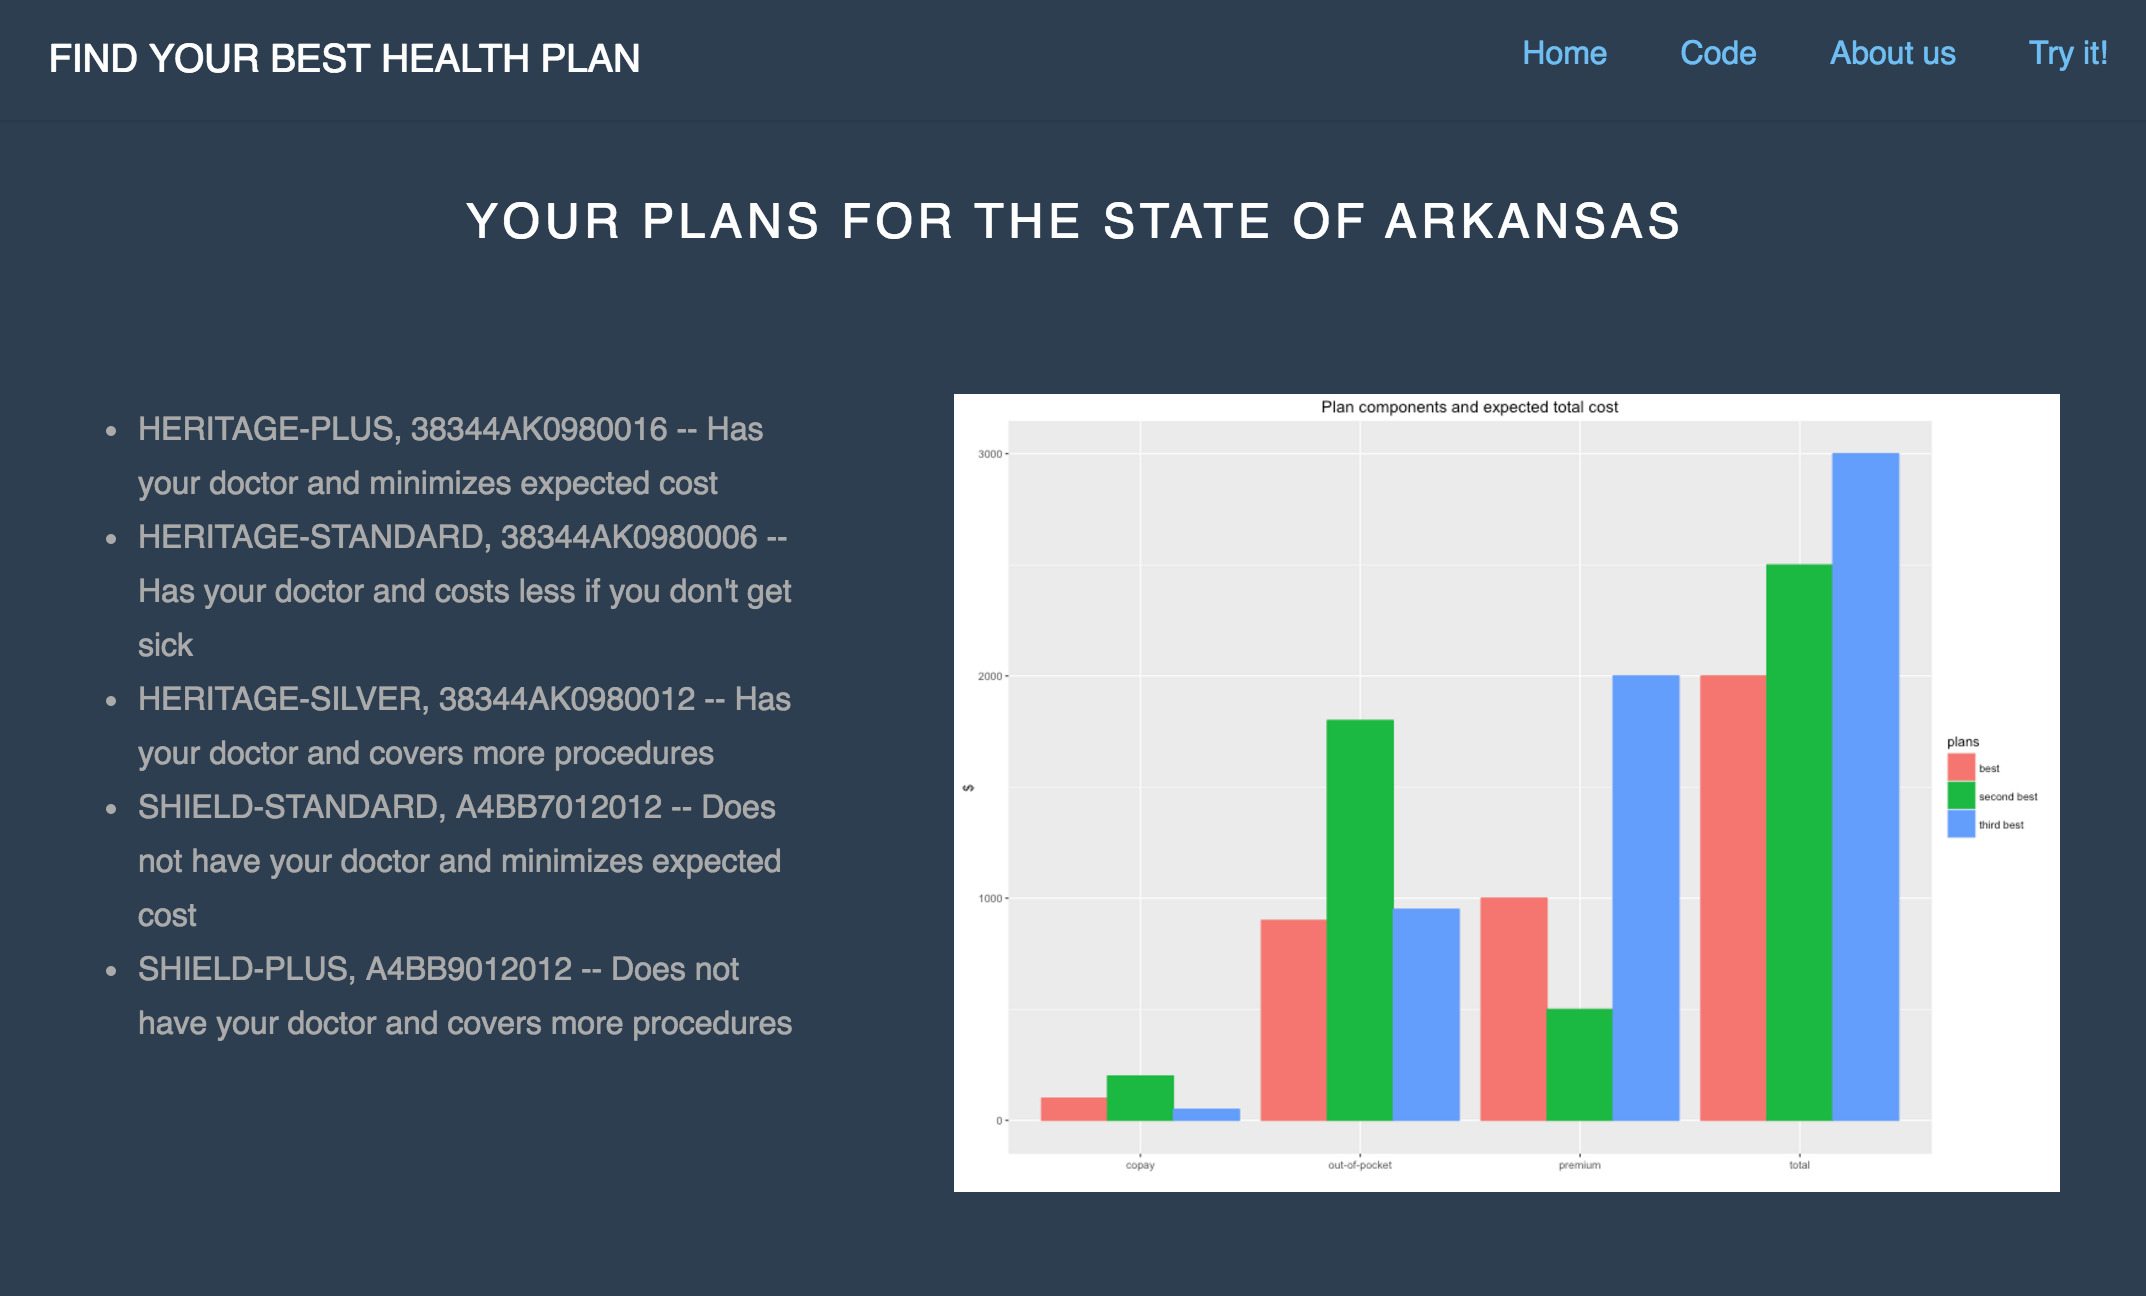 FIND YOUR BEST HEALTH PLAN
Home
Code
About us
Try it!
YOUR PLANS FOR THE STATE OF ARKANSAS
HERITAGE-PLUS, 38344AK0980016 -- Has
your doctor and minimizes expected cost
HERITAGE-STANDARD, 38344AK0980006 --
Has your doctor and costs less if you don't get
sick
HERITAGE-SILVER, 38344AK0980012 -- Has
your doctor and covers more procedures
SHIELD-STANDARD, A4BB7012012 -- Does
not have your doctor and minimizes expected
cost
SHIELD-PLUS, A4BB9012012 -- Does not
have your doctor and covers more procedures
Plan components and expected total cost
3000
2000
1000
0
$
copay
out-of-pocket
premium
total
plans
best
second best
third best